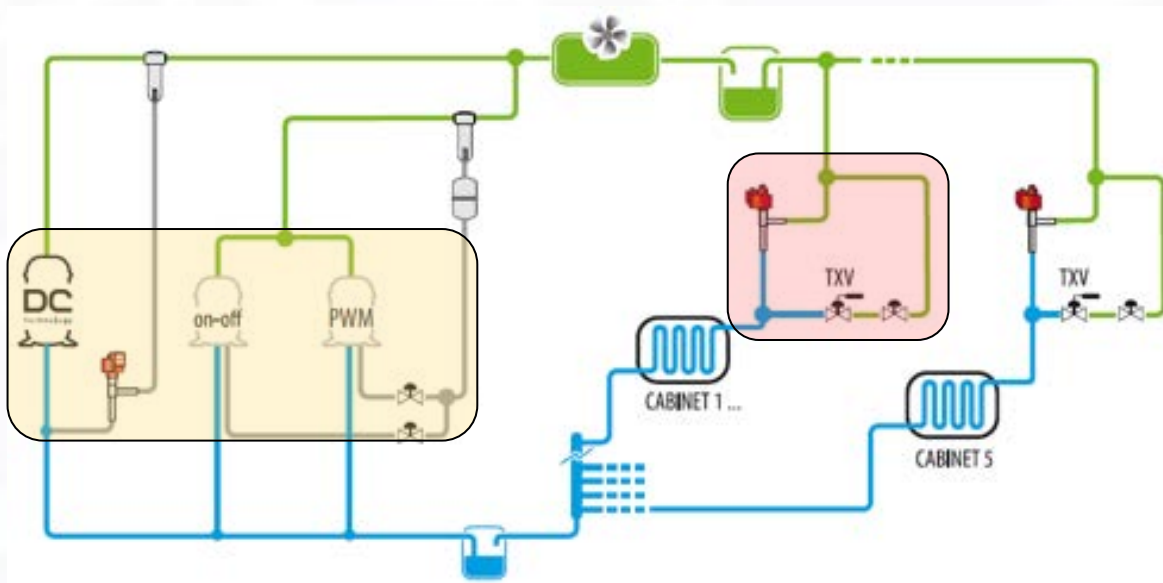 DC
on-off
PWM
TXV
CABINET 1 ...
TXV
CABINET 5